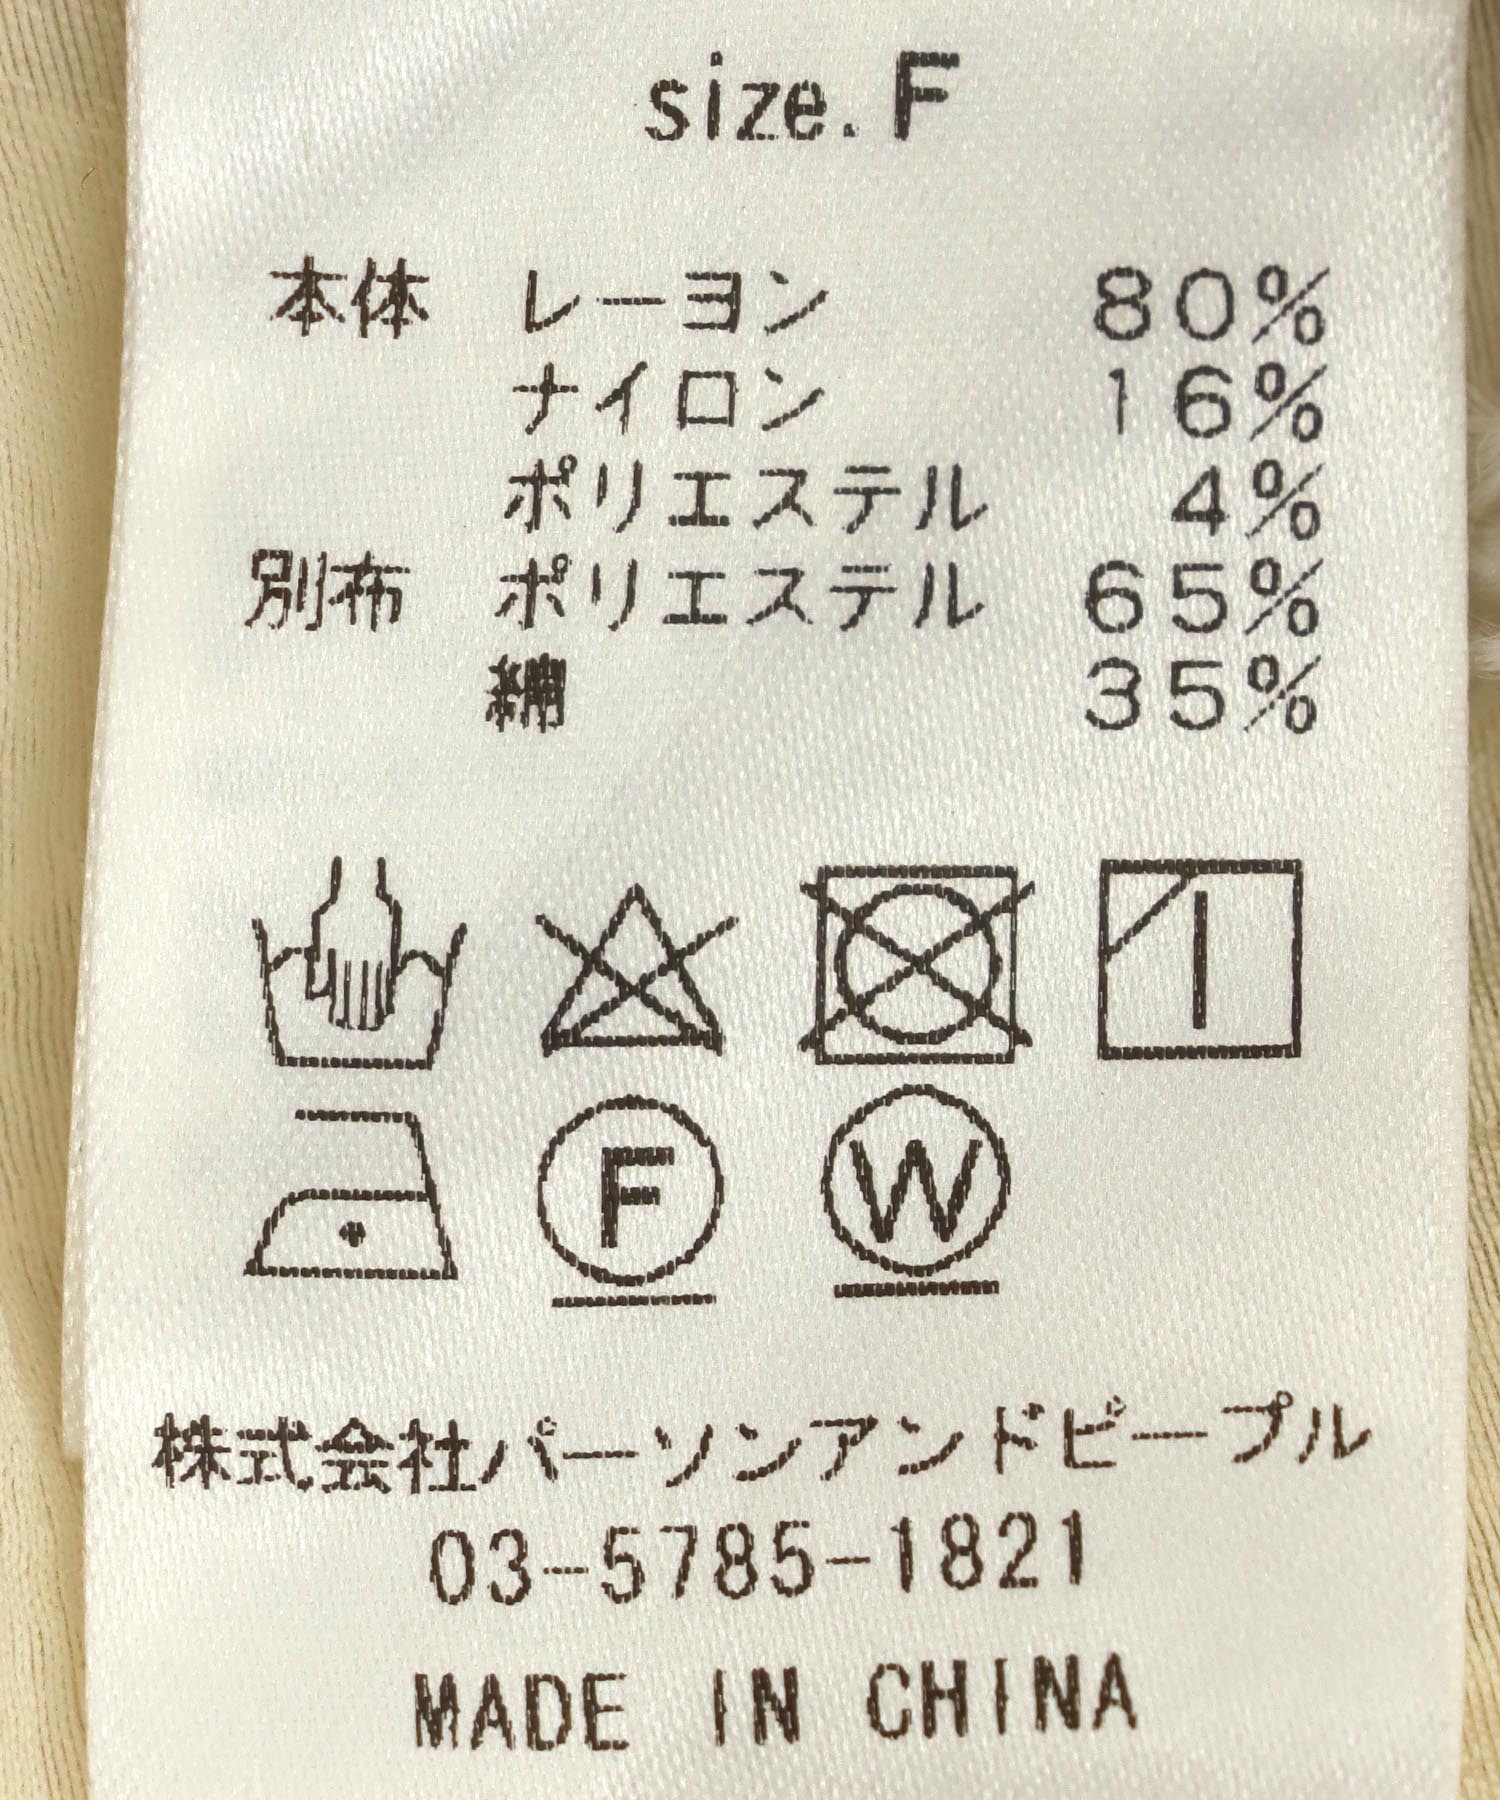 size. F
本体 レーヨン 80%
ナイロン 16%
ポリエステル 4%
別布 ポリエステル 65%
綿 35%
F
W
株式会社パーソンアンドピープル
03-5785-1821
MADE IN CHINA